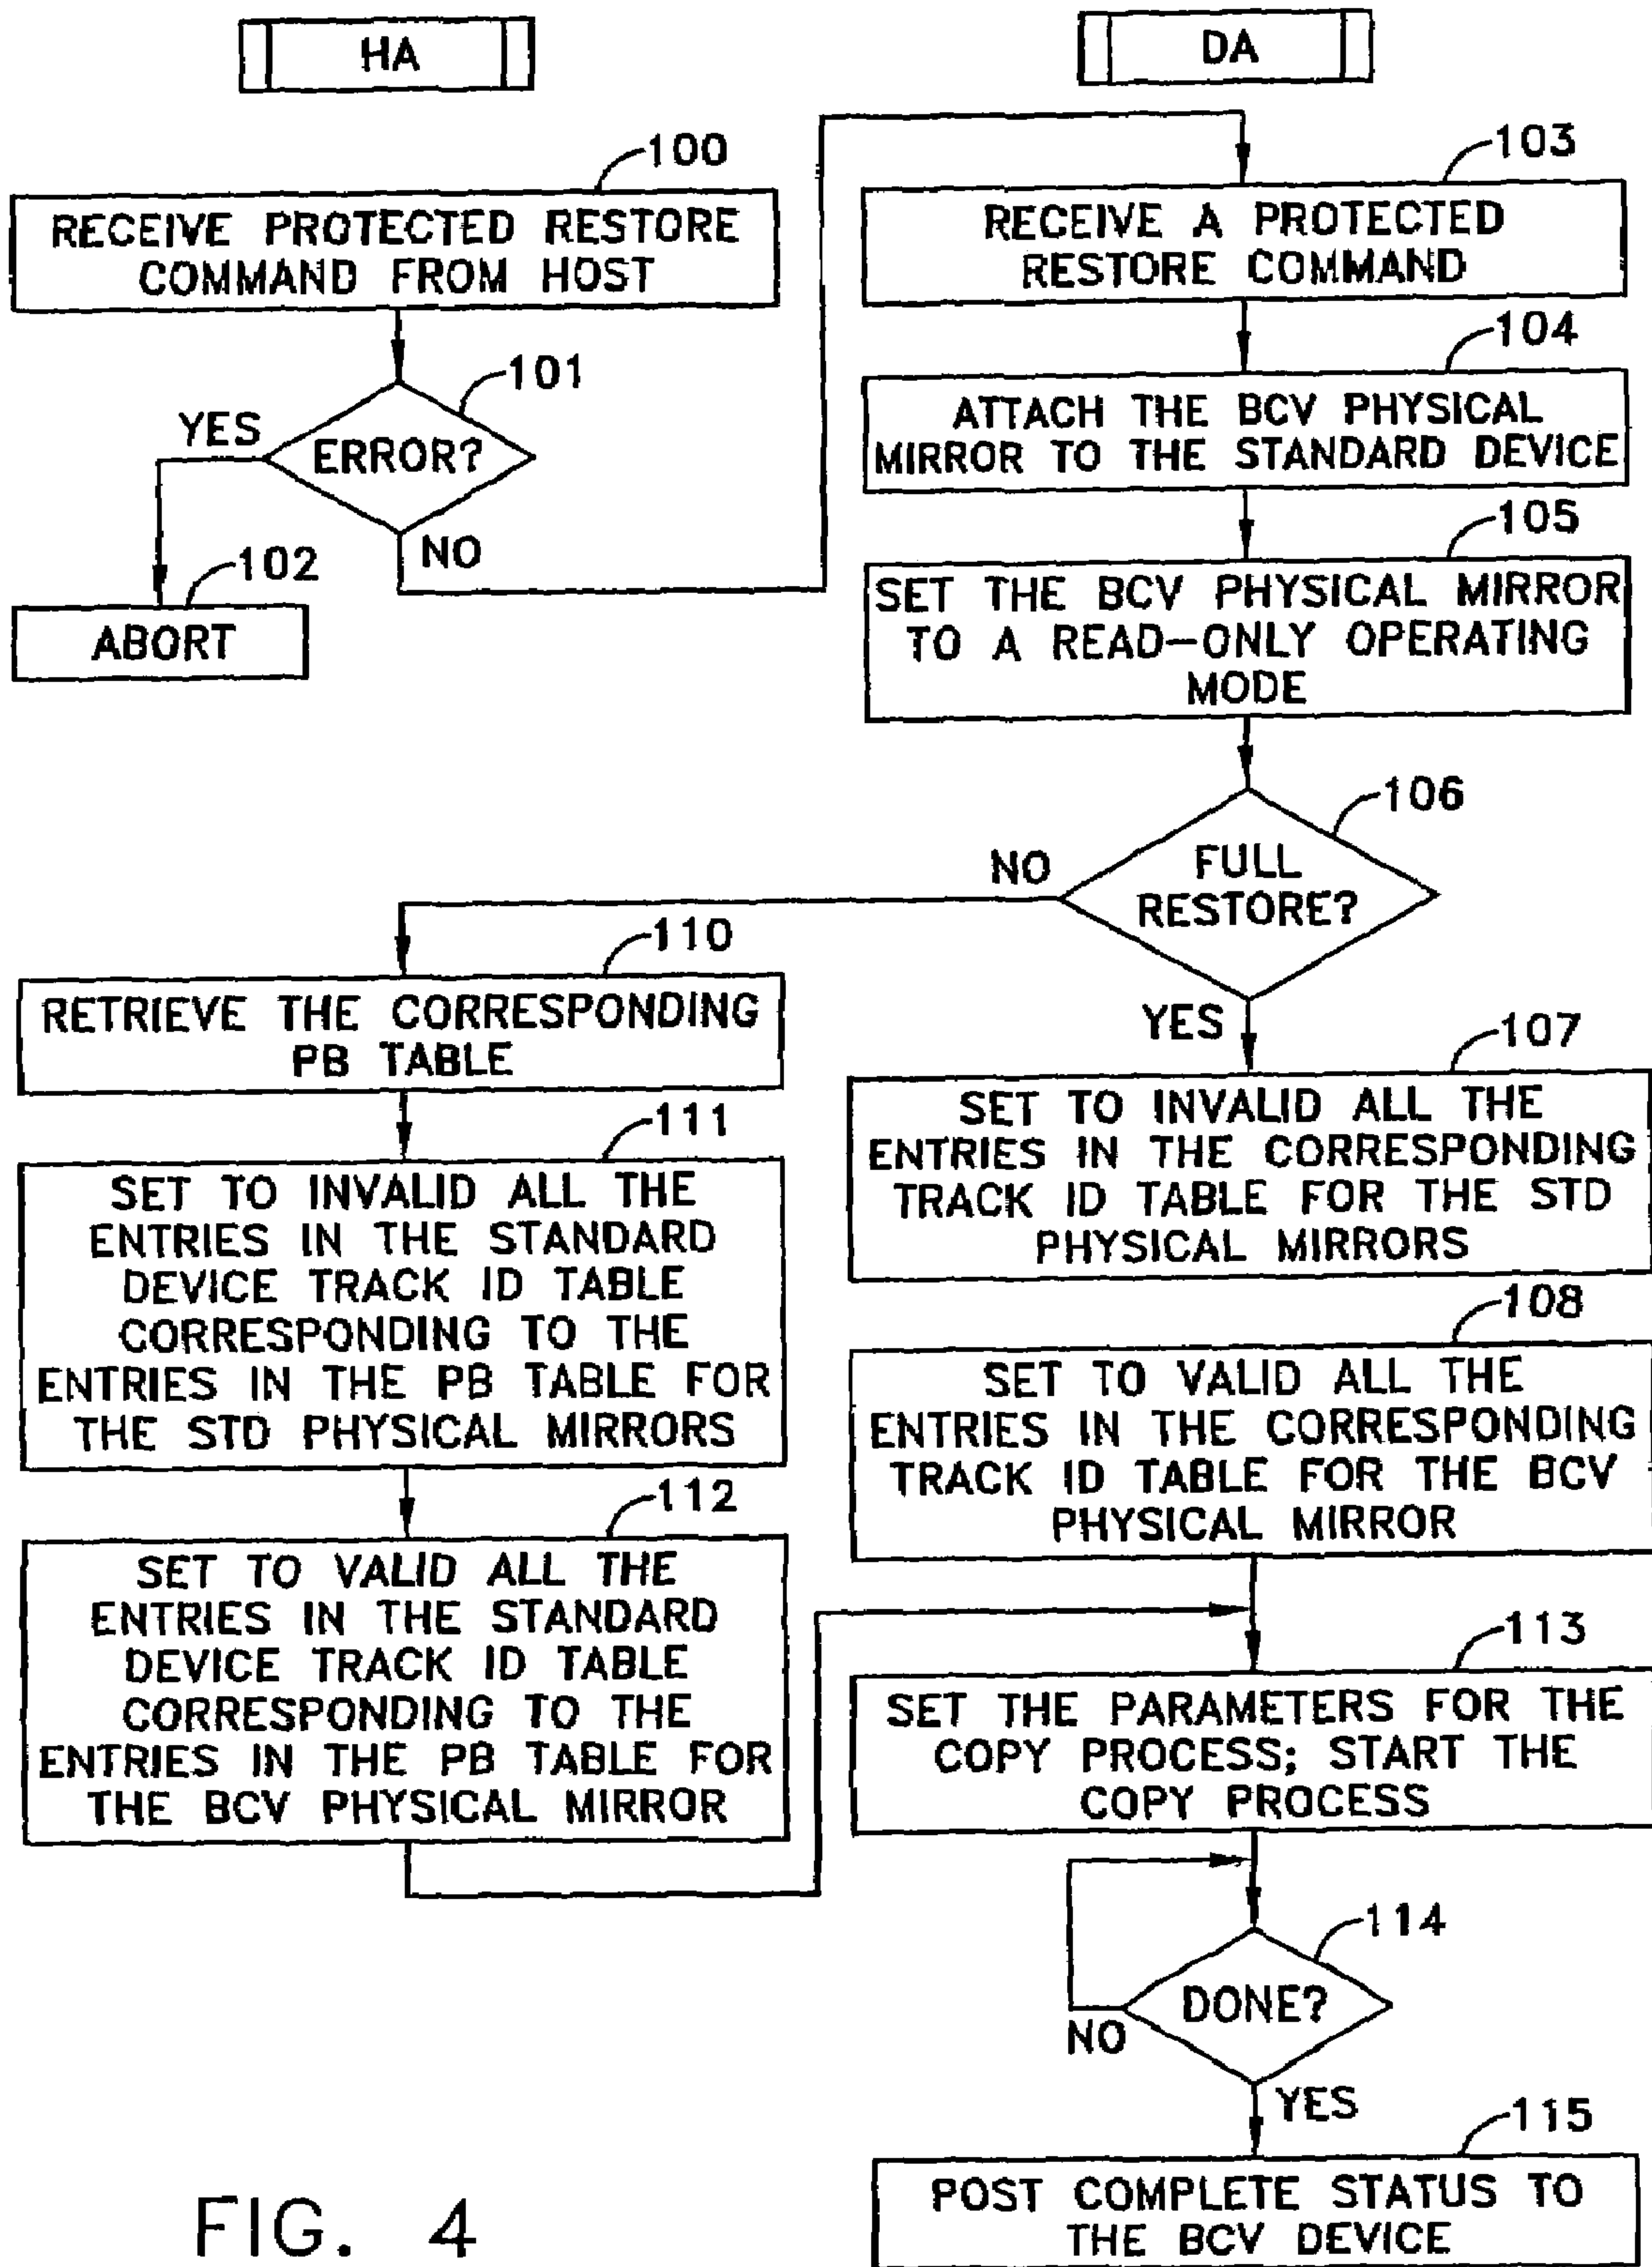 HA
100
RECEIVE PROTECTED RESTORE
COMMAND FROM HOST
101
ERROR?
YES
NO
102
ABORT
DA
103
RECEIVE A PROTECTED
RESTORE COMMAND
104
ATTACH THE BCV PHYSICAL
MIRROR TO THE STANDARD DEVICE
105
SET THE BCV PHYSICAL MIRROR
TO A READ-ONLY OPERATING
MODE
106
FULL
RESTORE?
NO
YES
110
RETRIEVE THE CORRESPONDING
PB TABLE
111
SET TO INVALID ALL THE
ENTRIES IN THE STANDARD
DEVICE TRACK ID TABLE
CORRESPONDING TO THE
ENTRIES IN THE PB TABLE FOR
THE STD PHYSICAL MIRRORS
112
SET TO VALID ALL THE
ENTRIES IN THE STANDARD
DEVICE TRACK ID TABLE
CORRESPONDING TO THE
ENTRIES IN THE PB TABLE FOR
THE BCV PHYSICAL MIRROR
107
SET TO INVALID ALL THE
ENTRIES IN THE CORRESPONDING
TRACK ID TABLE FOR THE STD
PHYSICAL MIRRORS
108
SET TO VALID ALL THE
ENTRIES IN THE CORRESPONDING
TRACK ID TABLE FOR THE BCV
PHYSICAL MIRROR
113
SET THE PARAMETERS FOR THE
COPY PROCESS; START THE
COPY PROCESS
114
DONE?
NO
YES
115
POST COMPLETE STATUS TO
THE BCV DEVICE
FIG. 4